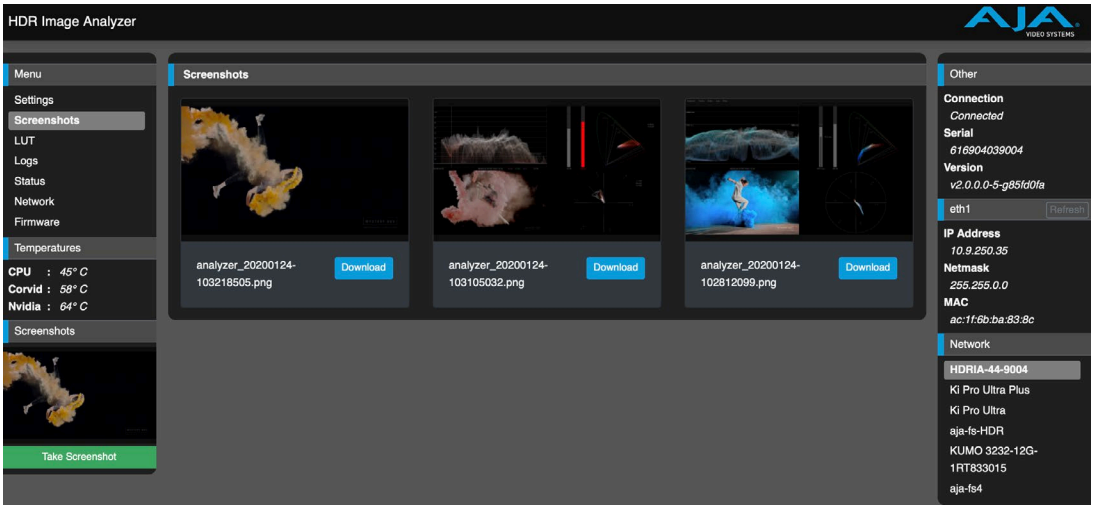 HDR Image Analyzer
AJA
VIDEO SYSTEMS
Menu
Settings
Screenshots
LUT
Logs
Status
Network
Firmware
Temperatures
CPU : 45° C
Corvid : 58° C
Nvidia : 64° C
Screenshots
Take Screenshot
Screenshots
analyzer_20200124-
103218505.png
Download
analyzer_20200124-
103105032.png
Download
analyzer_20200124-
102812099.png
Download
Other
Connection
Connected
Serial
616904039004
Version
v2.0.0.0-5-g85fd0fa
eth1
Refresh
IP Address
10.9.250.35
Netmask
255.255.0.0
MAC
ac:1f:6b:ba:83:8c
Network
HDRIA-44-9004
Ki Pro Ultra Plus
Ki Pro Ultra
aja-fs-HDR
KUMO 3232-12G-
1RT833015
aja-fs4